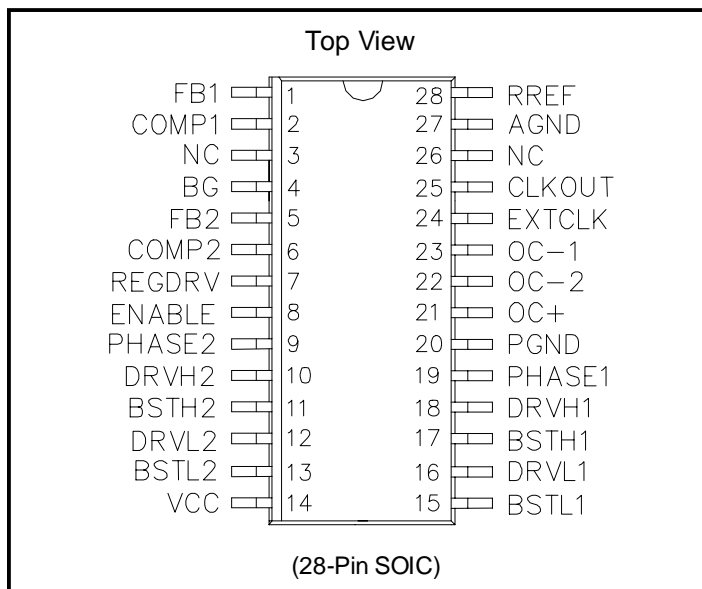 Top View
FB1 1 28 RREF
COMP1 2 27 AGND
NC 3 26 NC
BG 4 25 CLKOUT
FB2 5 24 EXTCLK
COMP2 6 23 OC-1
REGDRV 7 22 OC-2
ENABLE 8 21 OC+
PHASE2 9 20 PGND
DRVH2 10 19 PHASE1
BSTH2 11 18 DRVH1
DRVL2 12 17 BSTH1
BSTL2 13 16 DRVL1
VCC 14 15 BSTL1
(28-Pin SOIC)